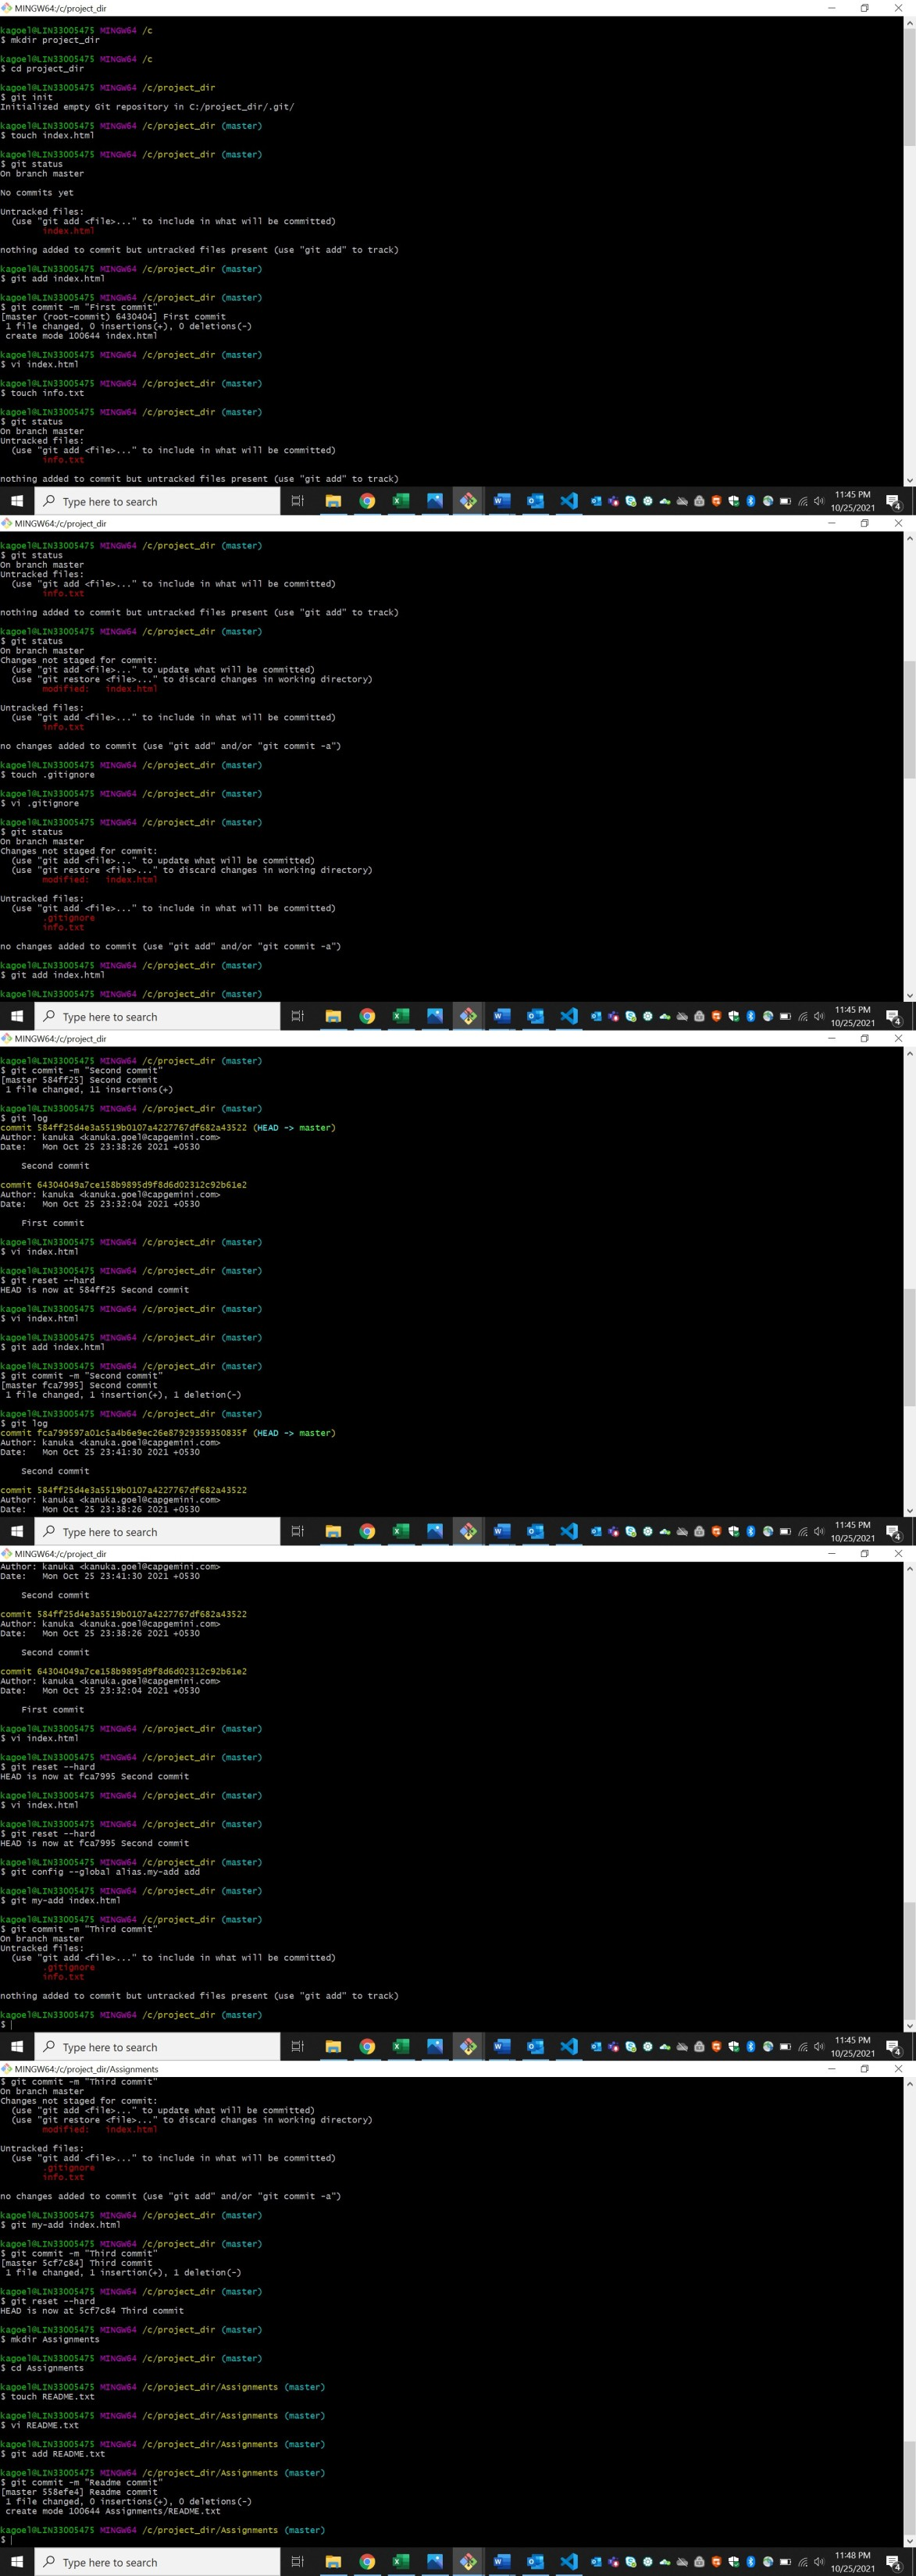 MINGW64:/c/project_dir
kagoel@LIN33005475 MINGW64 /c
$ mkdir project_dir
kagoel@LIN33005475 MINGW64 /c
$ cd project_dir
kagoel@LIN33005475 MINGW64 /c/project_dir
$ git init
Initialized empty Git repository in C:/project_dir/.git/
kagoel@LIN33005475 MINGW64 /c/project_dir (master)
$ touch index.html
kagoel@LIN33005475 MINGW64 /c/project_dir (master)
$ git status
On branch master
No commits yet
Untracked files:
(use "git add <file>..." to include in what will be committed)
index.html
nothing added to commit but untracked files present (use "git add" to track)
kagoel@LIN33005475 MINGW64 /c/project_dir (master)
$ git add index.html
kagoel@LIN33005475 MINGW64 /c/project_dir (master)
$ git commit -m "First commit"
[master (root-commit) 6430404] First commit
1 file changed, 0 insertions(+), 0 deletions(-)
create mode 100644 index.html
kagoel@LIN33005475 MINGW64 /c/project_dir (master)
$ vi index.html
kagoel@LIN33005475 MINGW64 /c/project_dir (master)
$ touch info.txt
kagoel@LIN33005475 MINGW64 /c/project_dir (master)
$ git status
On branch master
Untracked files:
(use "git add <file>..." to include in what will be committed)
info.txt
nothing added to commit but untracked files present (use "git add" to track)
Type here to search
11:45 PM
10/25/2021
4
MINGW64:/c/project_dir
kagoel@LIN33005475 MINGW64 /c/project_dir (master)
$ git status
On branch master
Untracked files:
(use "git add <file>..." to include in what will be committed)
info.txt
nothing added to commit but untracked files present (use "git add" to track)
kagoel@LIN33005475 MINGW64 /c/project_dir (master)
$ git status
On branch master
Changes not staged for commit:
(use "git add <file>..." to update what will be committed)
(use "git restore <file>..." to discard changes in working directory)
modified:   index.html
Untracked files:
(use "git add <file>..." to include in what will be committed)
info.txt
no changes added to commit (use "git add" and/or "git commit -a")
kagoel@LIN33005475 MINGW64 /c/project_dir (master)
$ touch .gitignore
kagoel@LIN33005475 MINGW64 /c/project_dir (master)
$ vi .gitignore
kagoel@LIN33005475 MINGW64 /c/project_dir (master)
$ git status
On branch master
Changes not staged for commit:
(use "git add <file>..." to update what will be committed)
(use "git restore <file>..." to discard changes in working directory)
modified:   index.html
Untracked files:
(use "git add <file>..." to include in what will be committed)
.gitignore
info.txt
no changes added to commit (use "git add" and/or "git commit -a")
kagoel@LIN33005475 MINGW64 /c/project_dir (master)
$ git add index.html
kagoel@LIN33005475 MINGW64 /c/project_dir (master)
Type here to search
11:45 PM
10/25/2021
4
MINGW64:/c/project_dir
kagoel@LIN33005475 MINGW64 /c/project_dir (master)
$ git commit -m "Second commit"
[master 584ff25] Second commit
1 file changed, 11 insertions(+)
kagoel@LIN33005475 MINGW64 /c/project_dir (master)
$ git log
commit 584ff25d4e3a5519b0107a4227767df682a43522 (HEAD -> master)
Author: kanuka <kanuka.goel@capgemini.com>
Date:   Mon Oct 25 23:38:26 2021 +0530
Second commit
commit 64304049a7ce158b9895d9f8d6d02312c92b61e2
Author: kanuka <kanuka.goel@capgemini.com>
Date:   Mon Oct 25 23:32:04 2021 +0530
First commit
kagoel@LIN33005475 MINGW64 /c/project_dir (master)
$ vi index.html
kagoel@LIN33005475 MINGW64 /c/project_dir (master)
$ git reset --hard
HEAD is now at 584ff25 Second commit
kagoel@LIN33005475 MINGW64 /c/project_dir (master)
$ vi index.html
kagoel@LIN33005475 MINGW64 /c/project_dir (master)
$ git add index.html
kagoel@LIN33005475 MINGW64 /c/project_dir (master)
$ git commit -m "Second commit"
[master fca7995] Second commit
1 file changed, 1 insertion(+), 1 deletion(-)
kagoel@LIN33005475 MINGW64 /c/project_dir (master)
$ git log
commit fca799597a01c5a4b6e9ec26e87929359350835f (HEAD -> master)
Author: kanuka <kanuka.goel@capgemini.com>
Date:   Mon Oct 25 23:41:30 2021 +0530
Second commit
commit 584ff25d4e3a5519b0107a4227767df682a43522
Author: kanuka <kanuka.goel@capgemini.com>
Date:   Mon Oct 25 23:38:26 2021 +0530
Type here to search
11:45 PM
10/25/2021
4
MINGW64:/c/project_dir
Author: kanuka <kanuka.goel@capgemini.com>
Date:   Mon Oct 25 23:41:30 2021 +0530
Second commit
commit 584ff25d4e3a5519b0107a4227767df682a43522
Author: kanuka <kanuka.goel@capgemini.com>
Date:   Mon Oct 25 23:38:26 2021 +0530
Second commit
commit 64304049a7ce158b9895d9f8d6d02312c92b61e2
Author: kanuka <kanuka.goel@capgemini.com>
Date:   Mon Oct 25 23:32:04 2021 +0530
First commit
kagoel@LIN33005475 MINGW64 /c/project_dir (master)
$ vi index.html
kagoel@LIN33005475 MINGW64 /c/project_dir (master)
$ git reset --hard
HEAD is now at fca7995 Second commit
kagoel@LIN33005475 MINGW64 /c/project_dir (master)
$ vi index.html
kagoel@LIN33005475 MINGW64 /c/project_dir (master)
$ git reset --hard
HEAD is now at fca7995 Second commit
kagoel@LIN33005475 MINGW64 /c/project_dir (master)
$ git config --global alias.my-add add
kagoel@LIN33005475 MINGW64 /c/project_dir (master)
$ git my-add index.html
kagoel@LIN33005475 MINGW64 /c/project_dir (master)
$ git commit -m "Third commit"
On branch master
Untracked files:
(use "git add <file>..." to include in what will be committed)
.gitignore
info.txt
nothing added to commit but untracked files present (use "git add" to track)
kagoel@LIN33005475 MINGW64 /c/project_dir (master)
$
Type here to search
11:45 PM
10/25/2021
4
MINGW64:/c/project_dir/Assignments
$ git commit -m "Third commit"
On branch master
Changes not staged for commit:
(use "git add <file>..." to update what will be committed)
(use "git restore <file>..." to discard changes in working directory)
modified:   index.html
Untracked files:
(use "git add <file>..." to include in what will be committed)
.gitignore
info.txt
no changes added to commit (use "git add" and/or "git commit -a")
kagoel@LIN33005475 MINGW64 /c/project_dir (master)
$ git my-add index.html
kagoel@LIN33005475 MINGW64 /c/project_dir (master)
$ git commit -m "Third commit"
[master 5cf7c84] Third commit
1 file changed, 1 insertion(+), 1 deletion(-)
kagoel@LIN33005475 MINGW64 /c/project_dir (master)
$ git reset --hard
HEAD is now at 5cf7c84 Third commit
kagoel@LIN33005475 MINGW64 /c/project_dir (master)
$ mkdir Assignments
kagoel@LIN33005475 MINGW64 /c/project_dir (master)
$ cd Assignments
kagoel@LIN33005475 MINGW64 /c/project_dir/Assignments (master)
$ touch README.txt
kagoel@LIN33005475 MINGW64 /c/project_dir/Assignments (master)
$ vi README.txt
kagoel@LIN33005475 MINGW64 /c/project_dir/Assignments (master)
$ git add README.txt
kagoel@LIN33005475 MINGW64 /c/project_dir/Assignments (master)
$ git commit -m "Readme commit"
[master 558efe4] Readme commit
1 file changed, 0 insertions(+), 0 deletions(-)
create mode 100644 Assignments/README.txt
kagoel@LIN33005475 MINGW64 /c/project_dir/Assignments (master)
$
Type here to search
11:48 PM
10/25/2021
4